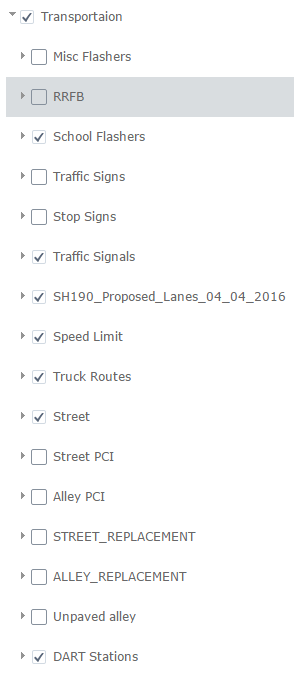 Transportaion
Misc Flashers
RRFB
School Flashers
Traffic Signs
Stop Signs
Traffic Signals
SH190_Proposed_Lanes_04_04_2016
Speed Limit
Truck Routes
Street
Street PCI
Alley PCI
STREET_REPLACEMENT
ALLEY_REPLACEMENT
Unpaved alley
DART Stations